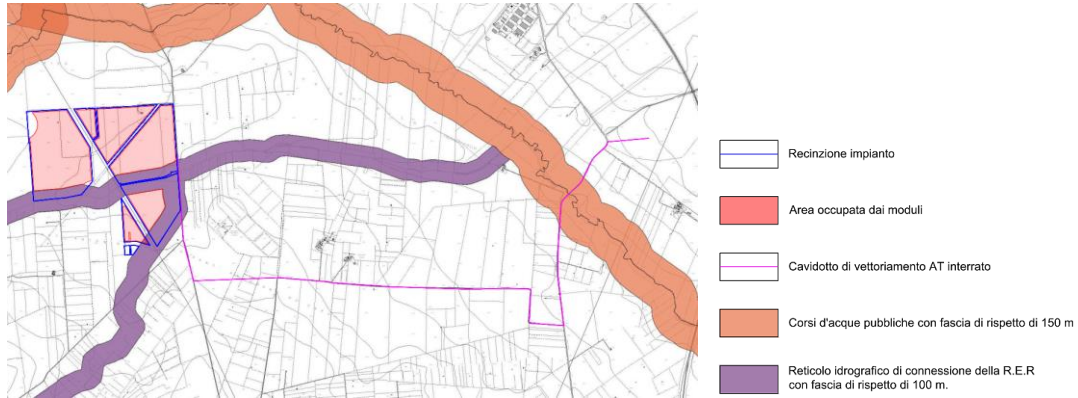 Recinzione impianto
Area occupata dai moduli
Cavidotto di vettoriamento AT interrato
Corsi d'acque pubbliche con fascia di rispetto di 150 m
Reticolo idrografico di connessione della R.E.R
con fascia di rispetto di 100 m.